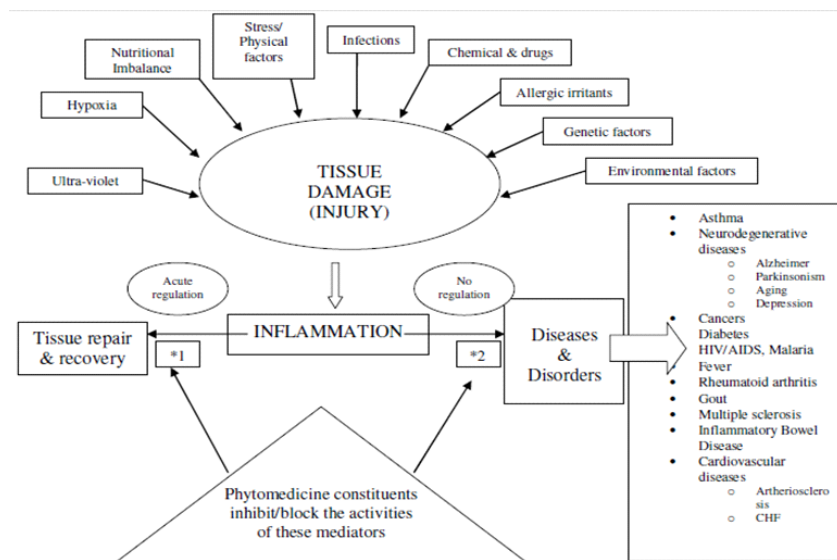 Stress/
Physical
factors
Infections
Nutritional
Imbalance
Chemical & drugs
Hypoxia
Allergic irritants
Genetic factors
Ultra-violet
Environmental factors
TISSUE
DAMAGE
(INJURY)
Acute
regulation
No
regulation
Tissue repair
& recovery
INFLAMMATION
Diseases
&
Disorders
*1
*2
Phytomedicine constituents
inhibit/block the activities
of these mediators
Asthma
Neurodegenerative
diseases
Alzheimer
Parkinsonism
Aging
Depression
Cancers
Diabetes
HIV/AIDS, Malaria
Fever
Rheumatoid arthritis
Gout
Multiple sclerosis
Inflammatory Bowel
Disease
Cardiovascular
diseases
Artheriosclero
sis
CHF